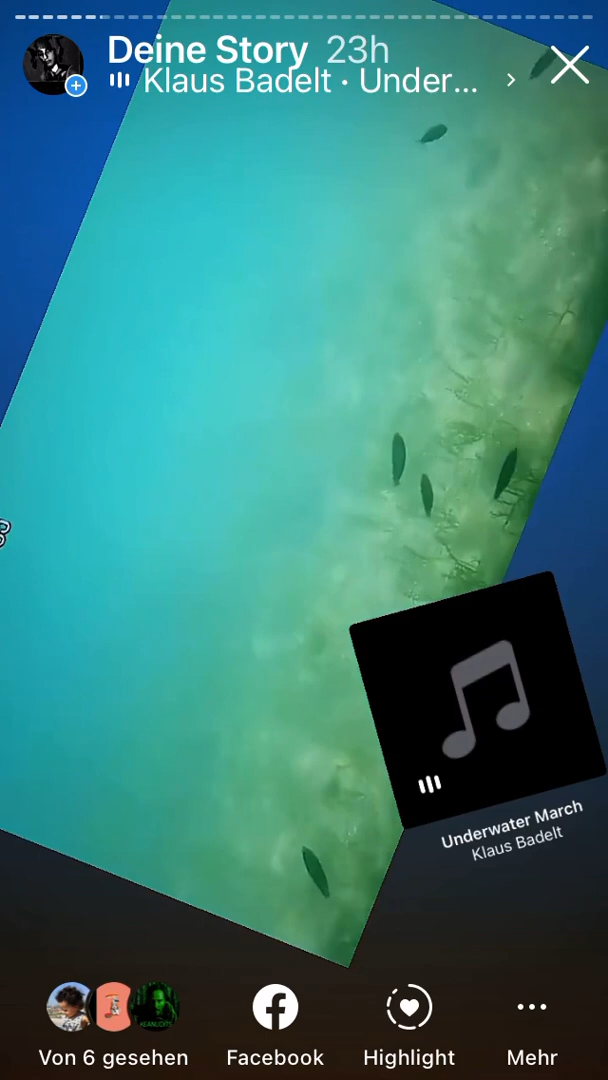 Deine Story 23h
Klaus Badelt · Under...
Underwater March
Klaus Badelt
Von 6 gesehen
Facebook
Highlight
Mehr